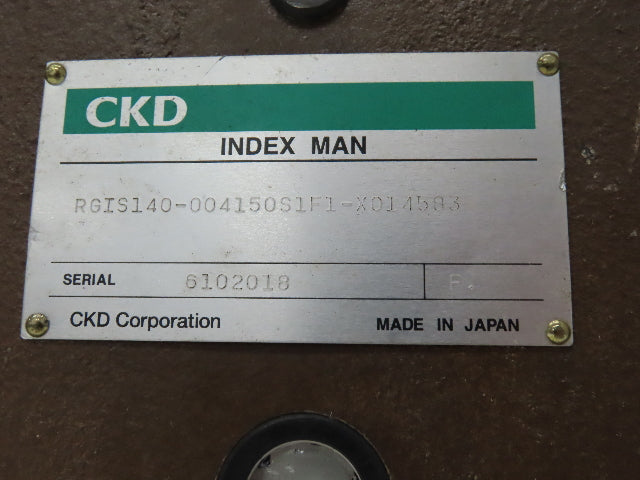 CKD
INDEX MAN
RGIS140-004150S1F1-X014583
SERIAL 6102018 F.
CKD Corporation MADE IN JAPAN